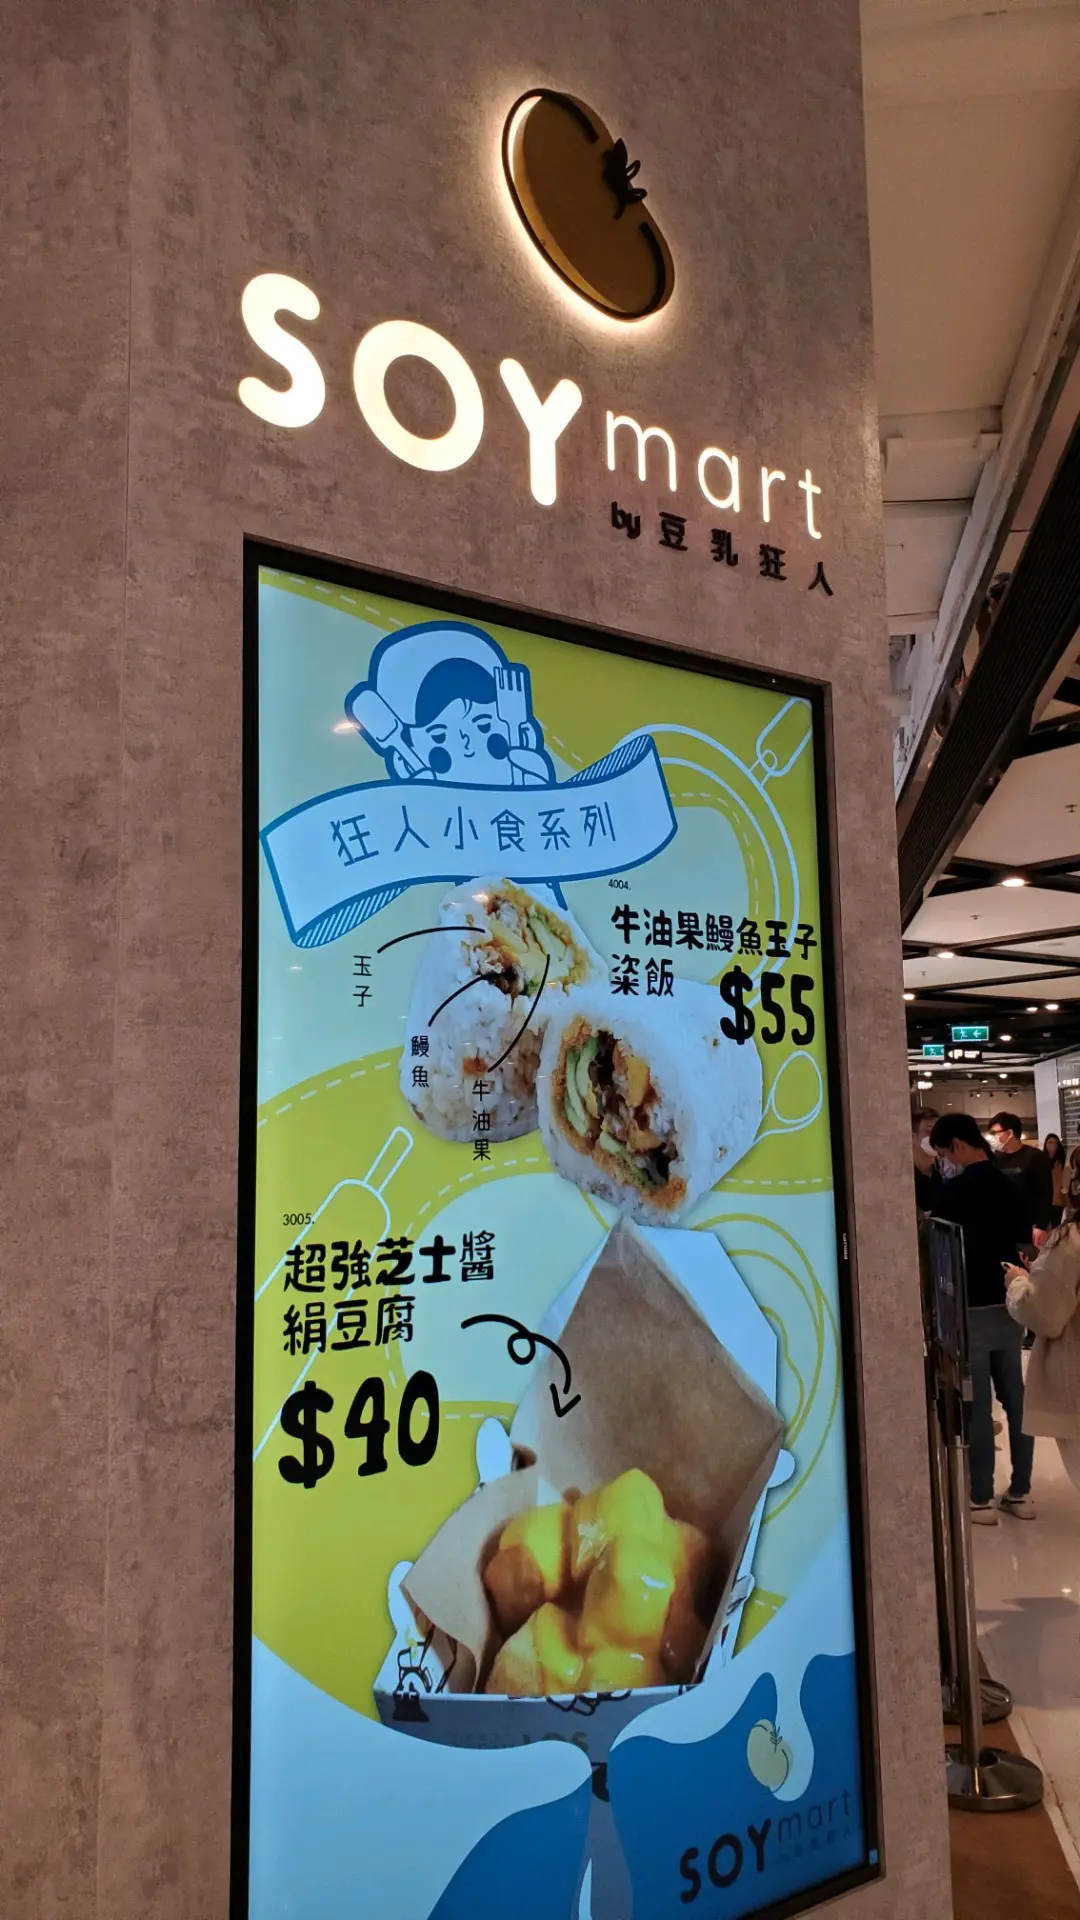 SOY mart
by 豆乳狂人
狂人小食系列
4004.
牛油果鰻魚玉子
粢飯
$55
玉子
鰻魚
牛油果
3005.
超強芝士醬
絹豆腐
$40
SOY mart